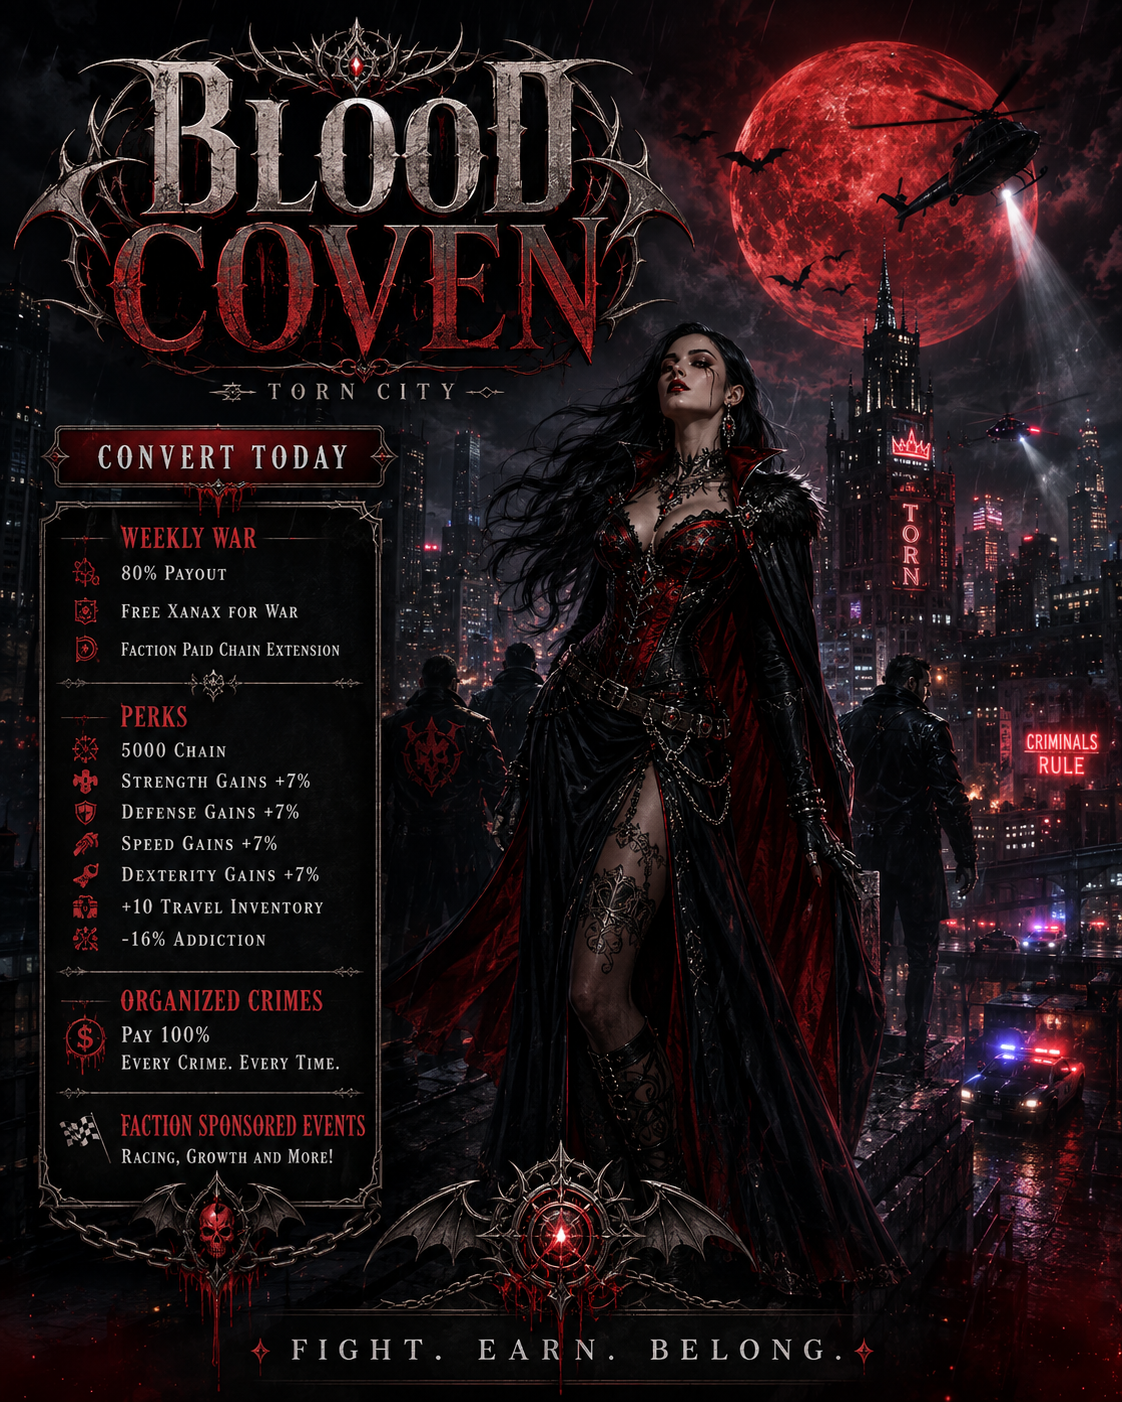 BLOOD
COVEN
TORN CITY
CONVERT TODAY
WEEKLY WAR
80% PAYOUT
FREE XANAX FOR WAR
FACTION PAID CHAIN EXTENSION
PERKS
5000 CHAIN
STRENGTH GAINS +7%
DEFENSE GAINS +7%
SPEED GAINS +7%
DEXTERITY GAINS +7%
+10 TRAVEL INVENTORY
-16% ADDICTION
ORGANIZED CRIMES
$
PAY 100%
EVERY CRIME. EVERY TIME.
FACTION SPONSORED EVENTS
RACING, GROWTH AND MORE!
TORN
CRIMINALS
RULE
FIGHT. EARN. BELONG.